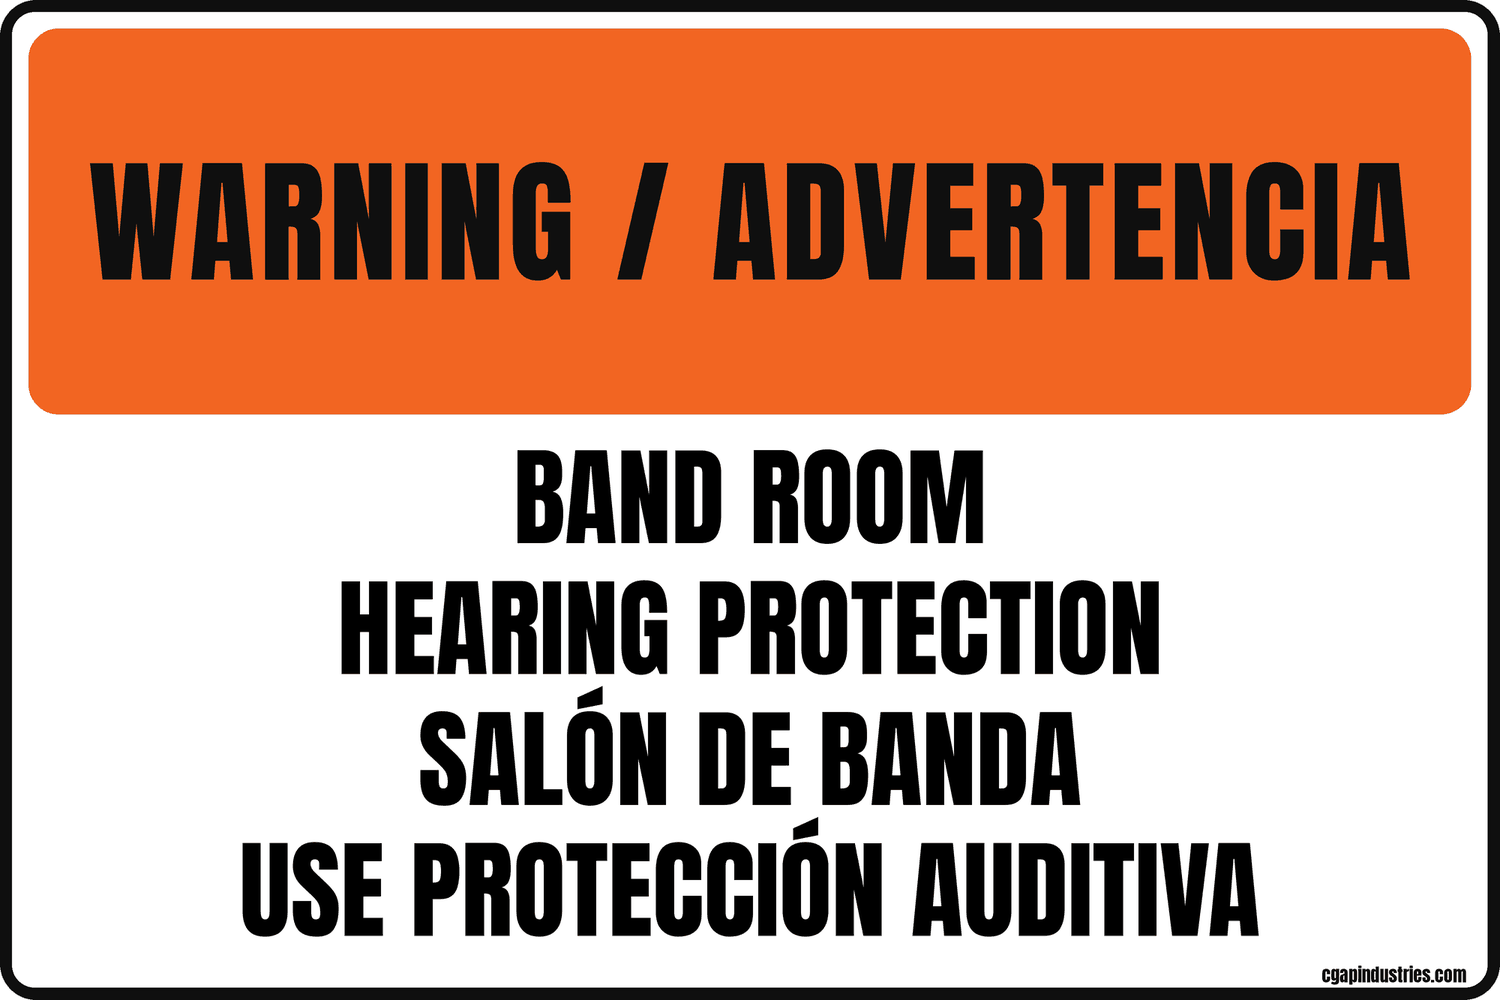 WARNING / ADVERTENCIA
BAND ROOM
HEARING PROTECTION
SALÓN DE BANDA
USE PROTECCIÓN AUDITIVA
cgapindustries.com